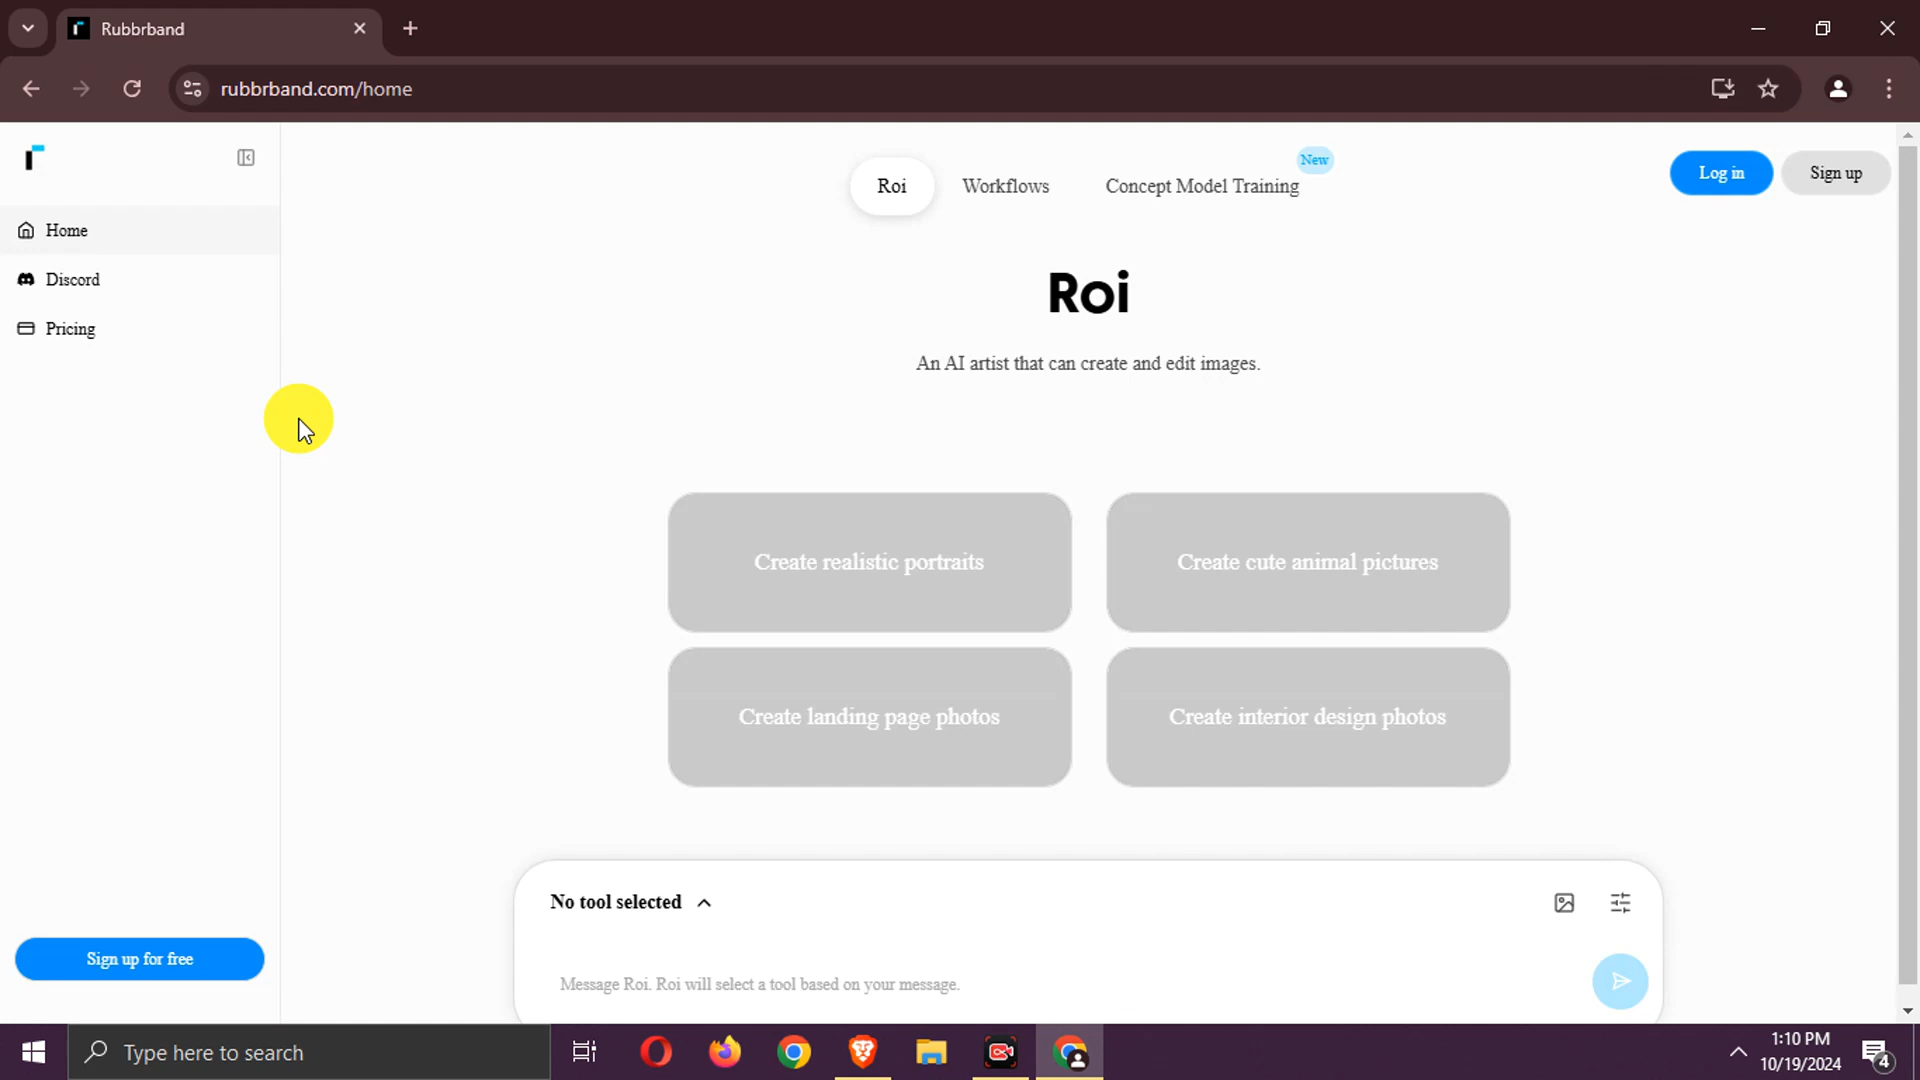 Rubbrband
rubbrband.com/home
Home
Discord
Pricing
Sign up for free
Roi
Workflows
Concept Model Training
New
Log in
Sign up
Roi
An AI artist that can create and edit images.
Create realistic portraits
Create cute animal pictures
Create landing page photos
Create interior design photos
No tool selected
Message Roi. Roi will select a tool based on your message.
Type here to search
1:10 PM
10/19/2024
4